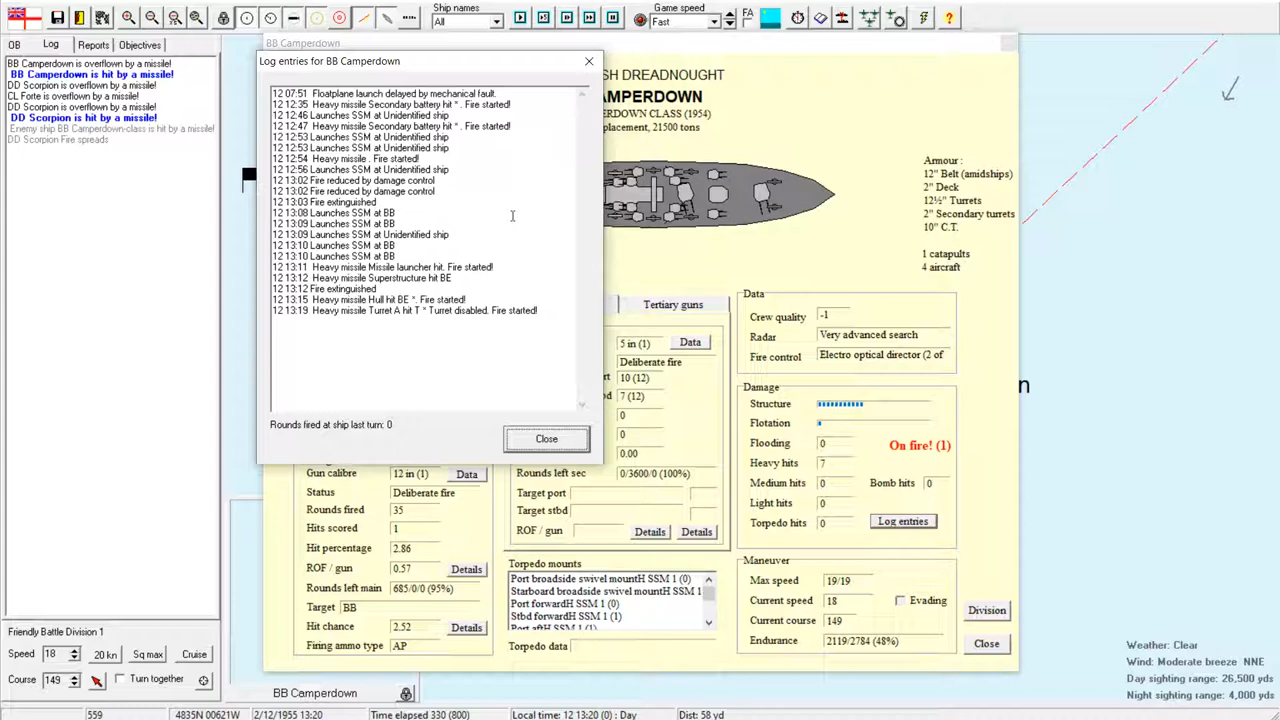 Ship names
All
Game speed
Fast
FA
OB
Log
Reports
Objectives
BB Camperdown is overflown by a missile!
BB Camperdown is hit by a missile!
DD Scorpion is overflown by a missile!
CL Forte is overflown by a missile!
DD Scorpion is overflown by a missile!
DD Scorpion is hit by a missile!
Enemy ship BB Camperdown-class is hit by a missile!
DD Scorpion Fire spreads
BB Camperdown
Log entries for BB Camperdown
12 07:51 Floatplane launch delayed by mechanical fault.
12 12:35 Heavy missile Secondary battery hit * . Fire started!
12 12:46 Launches SSM at Unidentified ship
12 12:47 Heavy missile Secondary battery hit * . Fire started!
12 12:53 Launches SSM at Unidentified ship
12 12:53 Launches SSM at Unidentified ship
12 12:54 Heavy missile . Fire started!
12 12:56 Launches SSM at Unidentified ship
12 13:02 Fire reduced by damage control
12 13:02 Fire reduced by damage control
12 13:03 Fire extinguished
12 13:08 Launches SSM at BB
12 13:09 Launches SSM at BB
12 13:09 Launches SSM at Unidentified ship
12 13:10 Launches SSM at BB
12 13:10 Launches SSM at BB
12 13:11 Heavy missile Missile launcher hit. Fire started!
12 13:12 Heavy missile Superstructure hit BE
12 13:12 Fire extinguished
12 13:15 Heavy missile Hull hit BE *. Fire started!
12 13:19 Heavy missile Turret A hit T * Turret disabled. Fire started!
Rounds fired at ship last turn: 0
Close
SH DREADNOUGHT
AMPERDOWN
ERDOWN CLASS (1954)
placement, 21500 tons
Armour :
12" Belt (amidships)
2" Deck
12½" Turrets
2" Secondary turrets
10" C.T.
1 catapults
4 aircraft
Tertiary guns
5 in (1)
Data
Deliberate fire
rt
10 (12)
bd
7 (12)
0
0
0.00
Rounds left sec
0/3600/0 (100%)
Target port
Target stbd
ROF / gun
Details
Details
Gun calibre
12 in (1)
Data
Status
Deliberate fire
Rounds fired
35
Hits scored
1
Hit percentage
2.86
ROF / gun
0.57
Details
Rounds left main
685/0/0 (95%)
Target
BB
Hit chance
2.52
Details
Firing ammo type
AP
Torpedo mounts
Port broadside swivel mountH SSM 1 (0)
Starboard broadside swivel mountH SSM 1
Port forwardH SSM 1 (0)
Stbd forwardH SSM 1 (1)
Port aftH SSM 1 (1)
Torpedo data
Data
Crew quality
-1
Radar
Very advanced search
Fire control
Electro optical director (2 of
Damage
Structure
Flotation
Flooding
0
On fire! (1)
Heavy hits
7
Medium hits
0
Bomb hits
0
Light hits
0
Torpedo hits
0
Log entries
Maneuver
Max speed
19/19
Current speed
18
Evading
Current course
149
Endurance
2119/2784 (48%)
Division
Close
n
Friendly Battle Division 1
Speed
18
20 kn
Sq max
Cruise
Course
149
Turn together
BB Camperdown
Weather: Clear
Wind: Moderate breeze NNE
Day sighting range: 26,500 yds
Night sighting range: 4,000 yds
559
4835N 00621W
2/12/1955 13:20
Time elapsed 330 (800)
Local time: 12 13:20 : Day
Dist: 58 yd